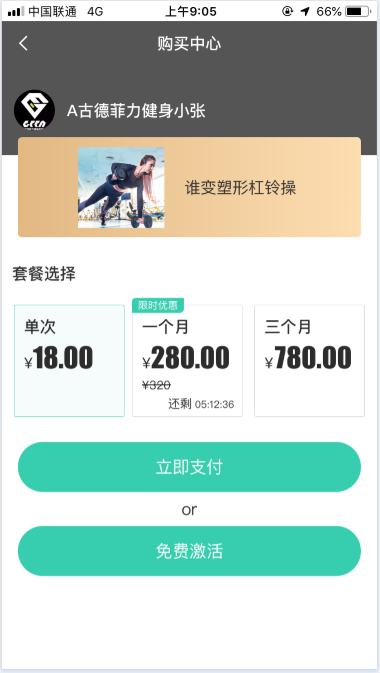 中国联通 4G 上午9:05 66%
购买中心
GEEA
A古德菲力健身小张
谁变塑形杠铃操
套餐选择
单次
¥18.00
限时优惠
一个月
¥280.00
¥320
还剩 05:12:36
三个月
¥780.00
立即支付
or
免费激活